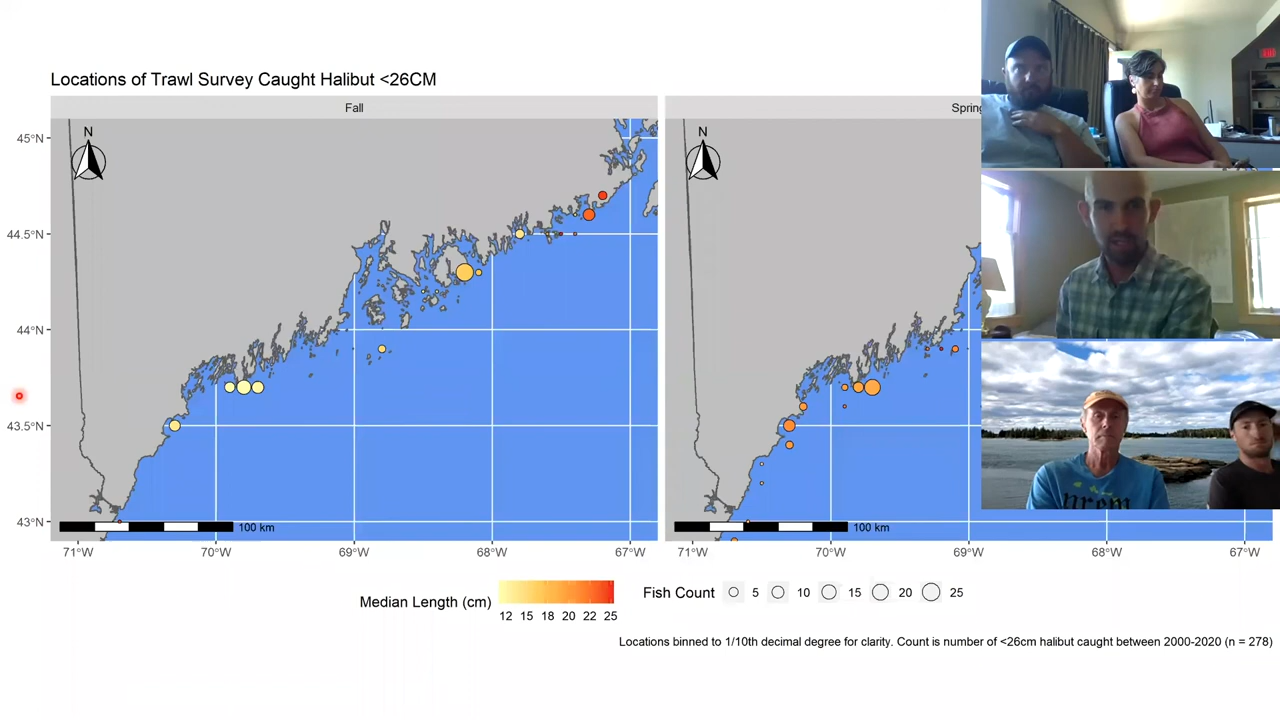 Locations of Trawl Survey Caught Halibut <26CM
Fall
Spring
N
N
45°N
44.5°N
44°N
43.5°N
43°N
100 km
100 km
71°W 70°W 69°W 68°W 67°W
71°W 70°W 69°W 68°W 67°W
Median Length (cm)
12 15 18 20 22 25
Fish Count 5 10 15 20 25
Locations binned to 1/10th decimal degree for clarity. Count is number of <26cm halibut caught between 2000-2020 (n = 278)